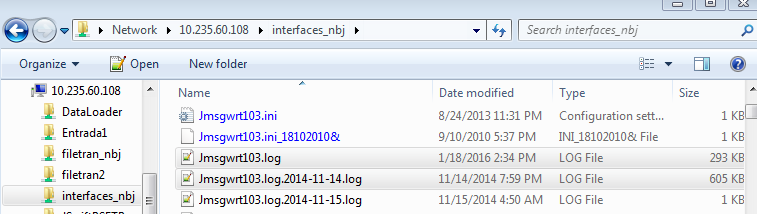 Network ▸ 10.235.60.108 ▸ interfaces_nbj ▸
Search interfaces_nbj
Organize
Open
New folder
10.235.60.108
DataLoader
Entrada1
filetran_nbj
filetran2
interfaces_nbj
Name Date modified Type Size
Jmsgwrt103.ini 8/24/2013 11:31 PM Configuration sett... 1 KB
Jmsgwrt103.ini_18102010& 9/10/2010 5:37 PM INI_18102010& File 1 KB
Jmsgwrt103.log 1/18/2016 2:34 PM LOG File 293 KB
Jmsgwrt103.log.2014-11-14.log 11/14/2014 7:59 PM LOG File 605 KB
Jmsgwrt103.log.2014-11-15.log 11/15/2014 4:50 AM LOG File 1 KB